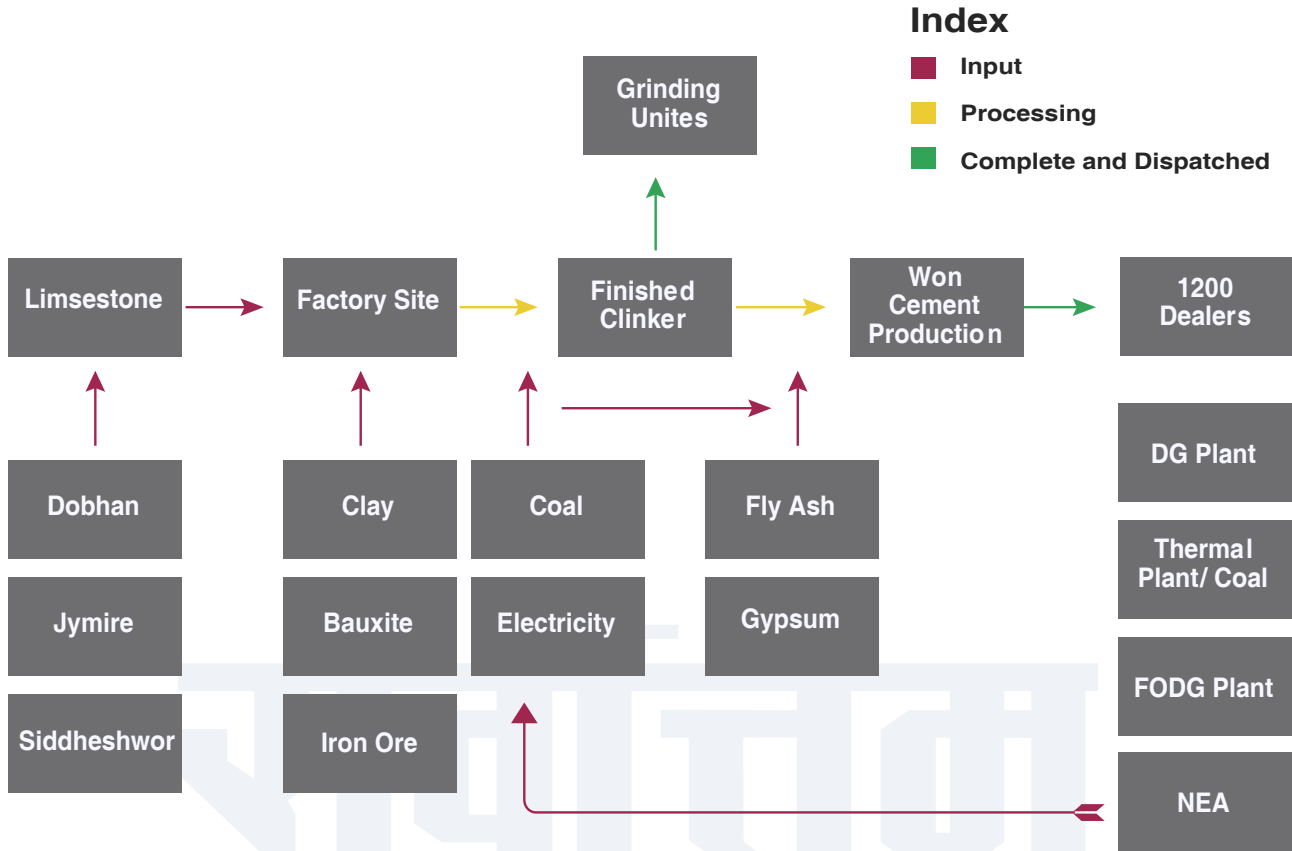 Index
Input
Processing
Complete and Dispatched
Grinding
Unites
Limsestone
Factory Site
Finished
Clinker
Won
Cement
Production
1200
Dealers
Dobhan
Clay
Coal
Fly Ash
DG Plant
Jymire
Bauxite
Electricity
Gypsum
Thermal
Plant/ Coal
Siddheshwor
Iron Ore
FODG Plant
NEA